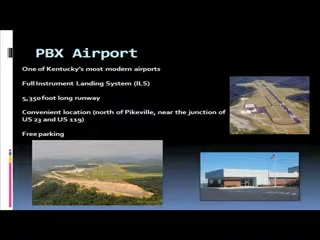 PBX Airport
One of Kentucky's most modern airports
Full Instrument Landing System (ILS)
5,350 foot long runway
Convenient location (north of Pikeville, near the junction of
US 23 and US 119)
Free parking